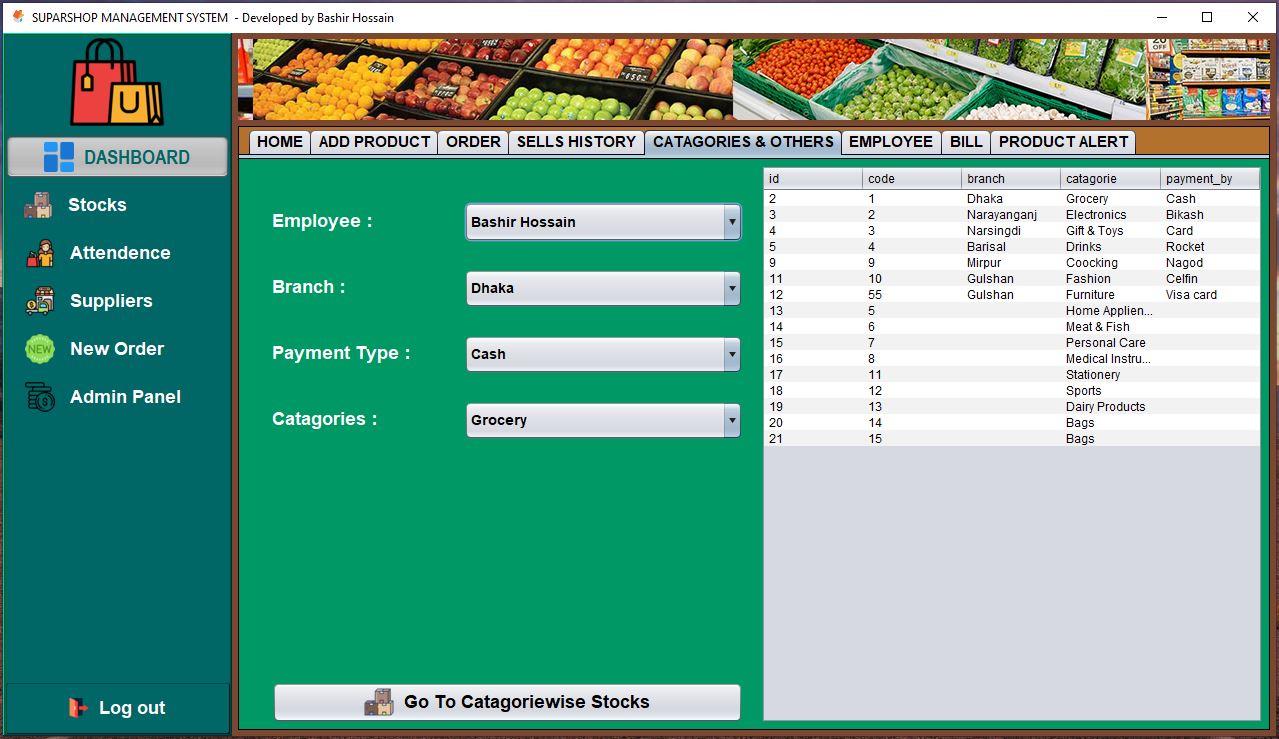 SUPARSHOP MANAGEMENT SYSTEM - Developed by Bashir Hossain
20
OFF
HOME ADD PRODUCT ORDER SELLS HISTORY CATAGORIES & OTHERS EMPLOYEE BILL PRODUCT ALERT
DASHBOARD
Stocks
Attendence
Suppliers
NEW New Order
Admin Panel
Log out
Employee : Bashir Hossain
Branch : Dhaka
Payment Type : Cash
Catagories : Grocery
Go To Catagoriewise Stocks
id code branch catagorie payment_by
2 1 Dhaka Grocery Cash
3 2 Narayanganj Electronics Bikash
4 3 Narsingdi Gift & Toys Card
5 4 Barisal Drinks Rocket
9 9 Mirpur Coocking Nagod
11 10 Gulshan Fashion Celfin
12 55 Gulshan Furniture Visa card
13 5 Home Applien...
14 6 Meat & Fish
15 7 Personal Care
16 8 Medical Instru...
17 11 Stationery
18 12 Sports
19 13 Dairy Products
20 14 Bags
21 15 Bags